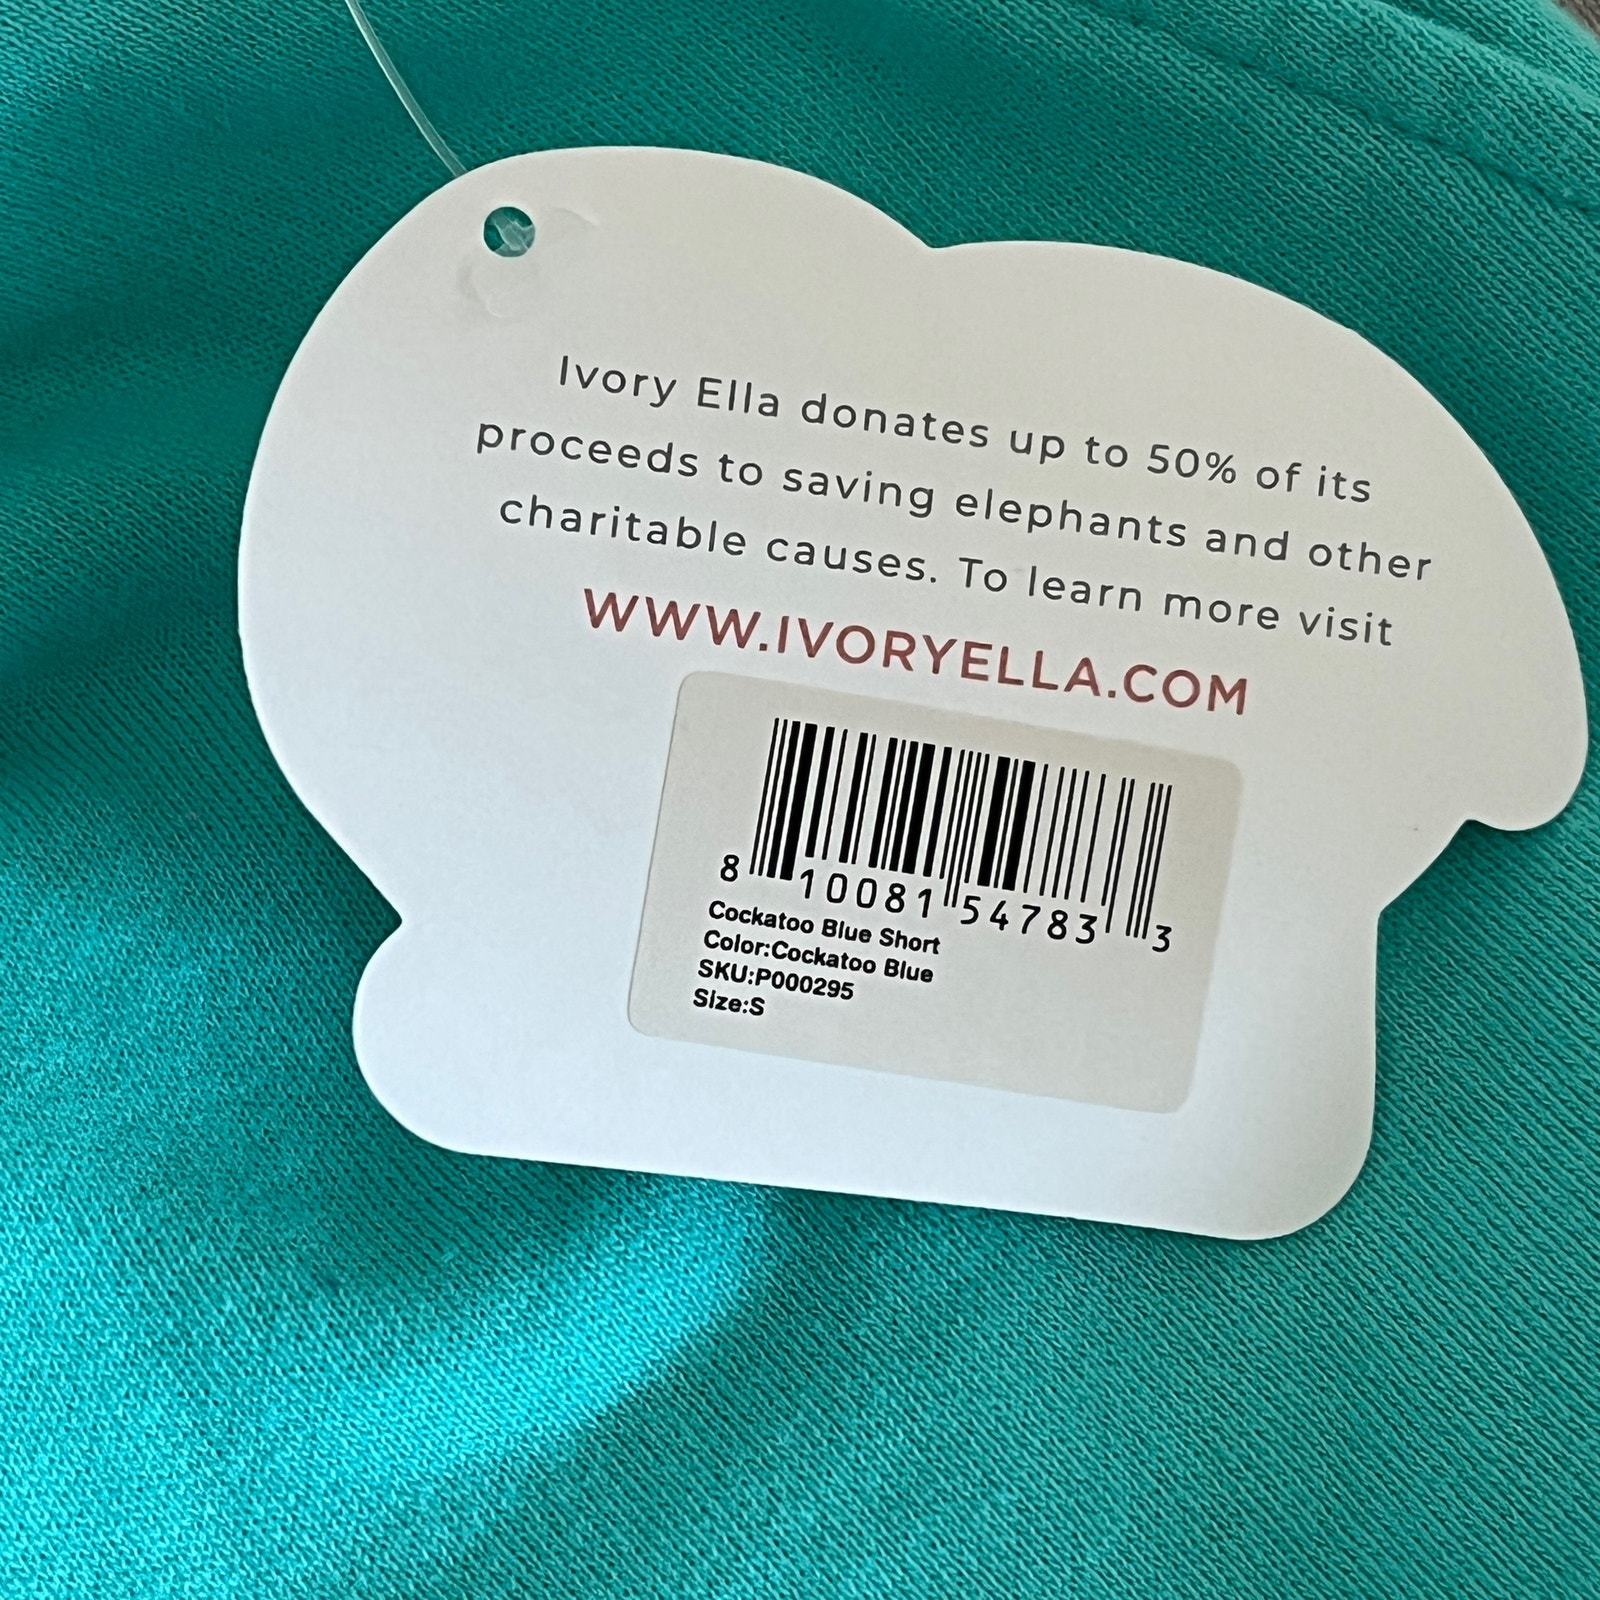 Ivory Ella donates up to 50% of its
proceeds to saving elephants and other
charitable causes. To learn more visit
WWW.IVORYELLA.COM
8 10081 54783 3
Cockatoo Blue Short
Color:Cockatoo Blue
SKU:P000295
Size:S